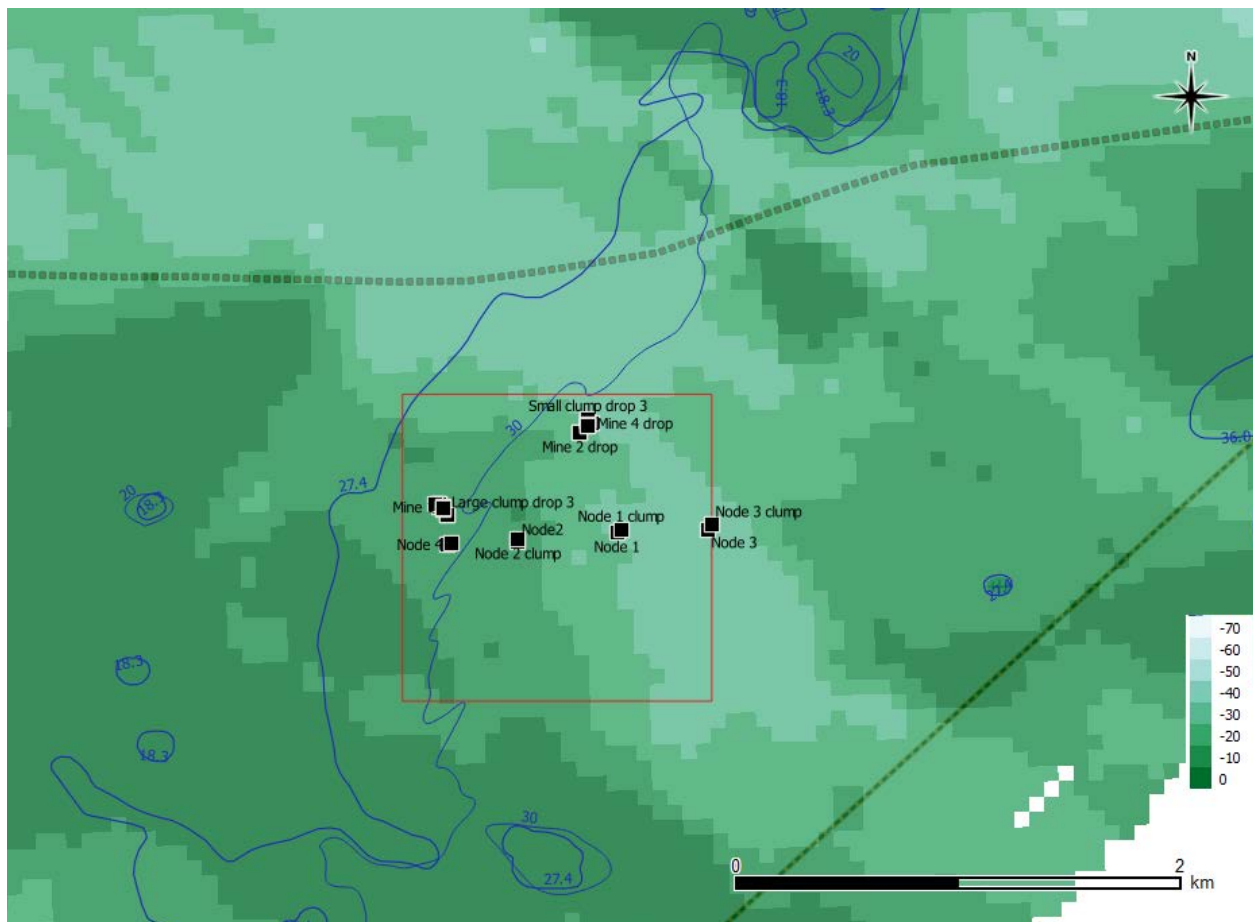 N
20
18.3
18.3
Small clump drop 3
Mine 4 drop
Mine 2 drop
30
36.0
27.4
20
18.3
Mine
Large clump drop 3
Node 4
Node2
Node 2 clump
Node 1 clump
Node 1
Node 3 clump
Node 3
18.3
18.3
30
27.4
-70
-60
-50
-40
-30
-20
-10
0
0
2
km